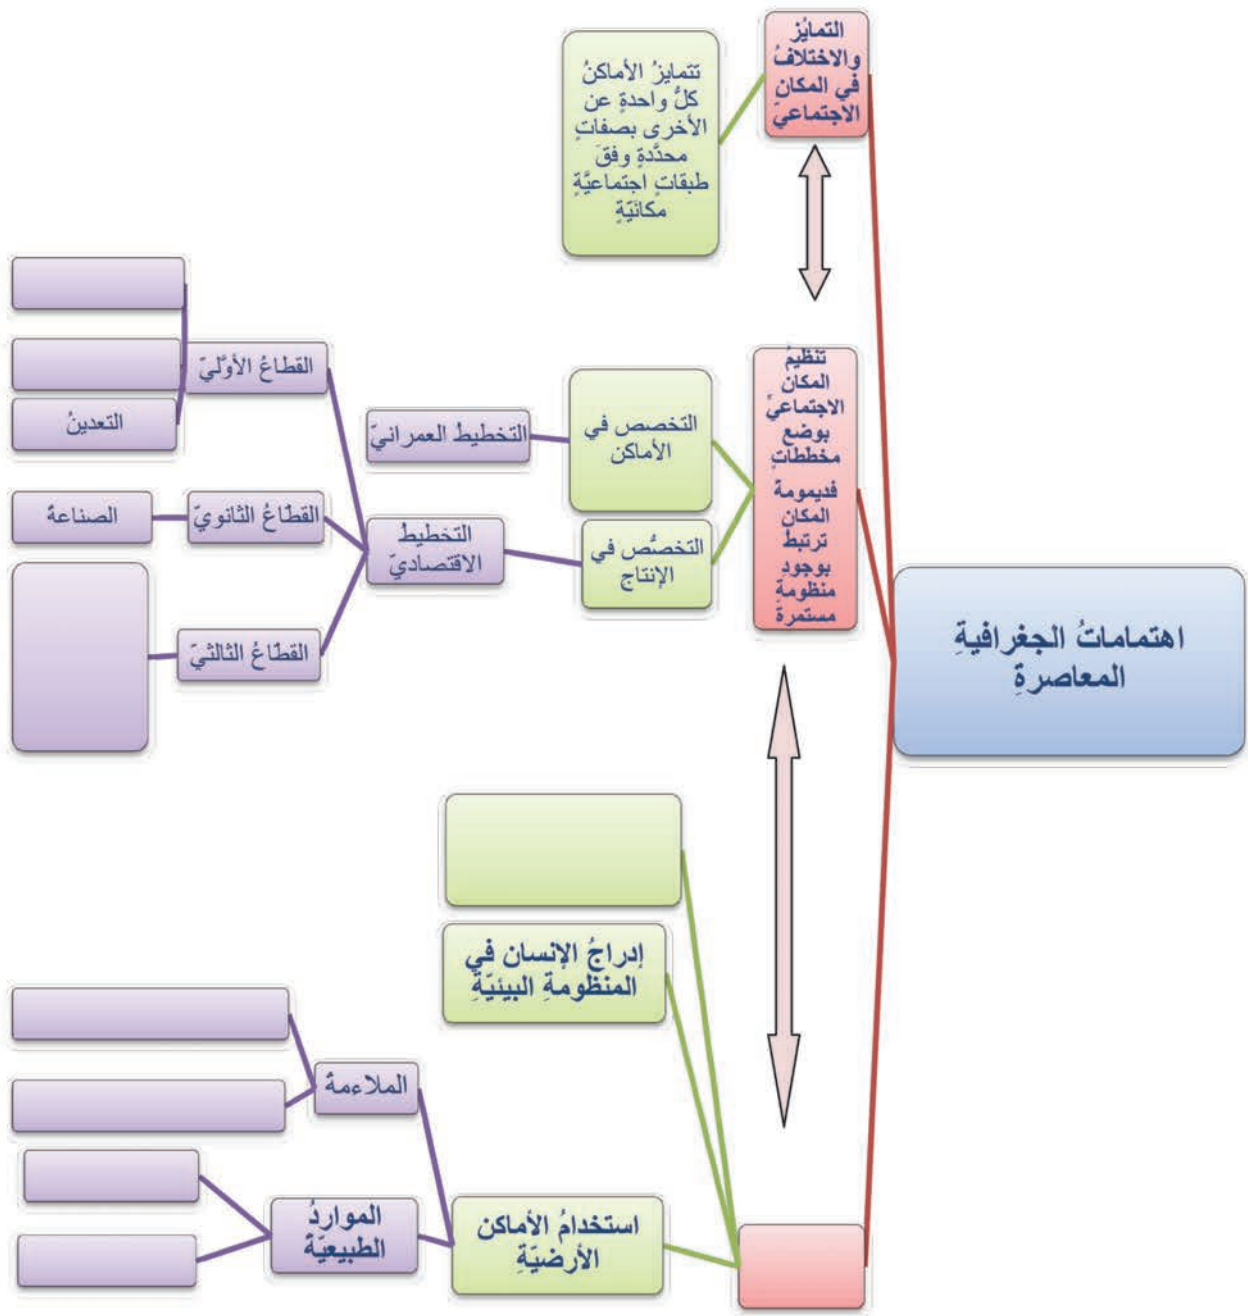 اهتماماتُ الجغرافيةِ
المعاصرةِ
التمايُز
والاختلافُ
في المكانِ
الاجتماعيّ
تتمايزُ الأماكنُ
كلُّ واحدةٍ عن
الأخرى بصفاتٍ
محدَّدةٍ وفقَ
طبقاتٍ اجتماعيَّةٍ
مكانيّةٍ
تنظيمُ
المكان
الاجتماعيِّ
بوضع
مخططاتٍ
فديمومةُ
المكان
ترتبطُ
بوجودِ
منظومةٍ
مستمرةٍ
التخصص في
الأماكن
التخطيط العمرانيّ
التخصُّص في
الإنتاج
التخطيطُ
الاقتصاديّ
القطاعُ الأوّليّ
التعدينُ
القطاعُ الثانويّ
الصناعةُ
القطاعُ الثالثيّ
إدراجُ الإنسان في
المنظومةِ البيئيّةِ
استخدامُ الأماكن
الأرضيّةِ
الملاءمةُ
المواردُ
الطبيعيّةُ